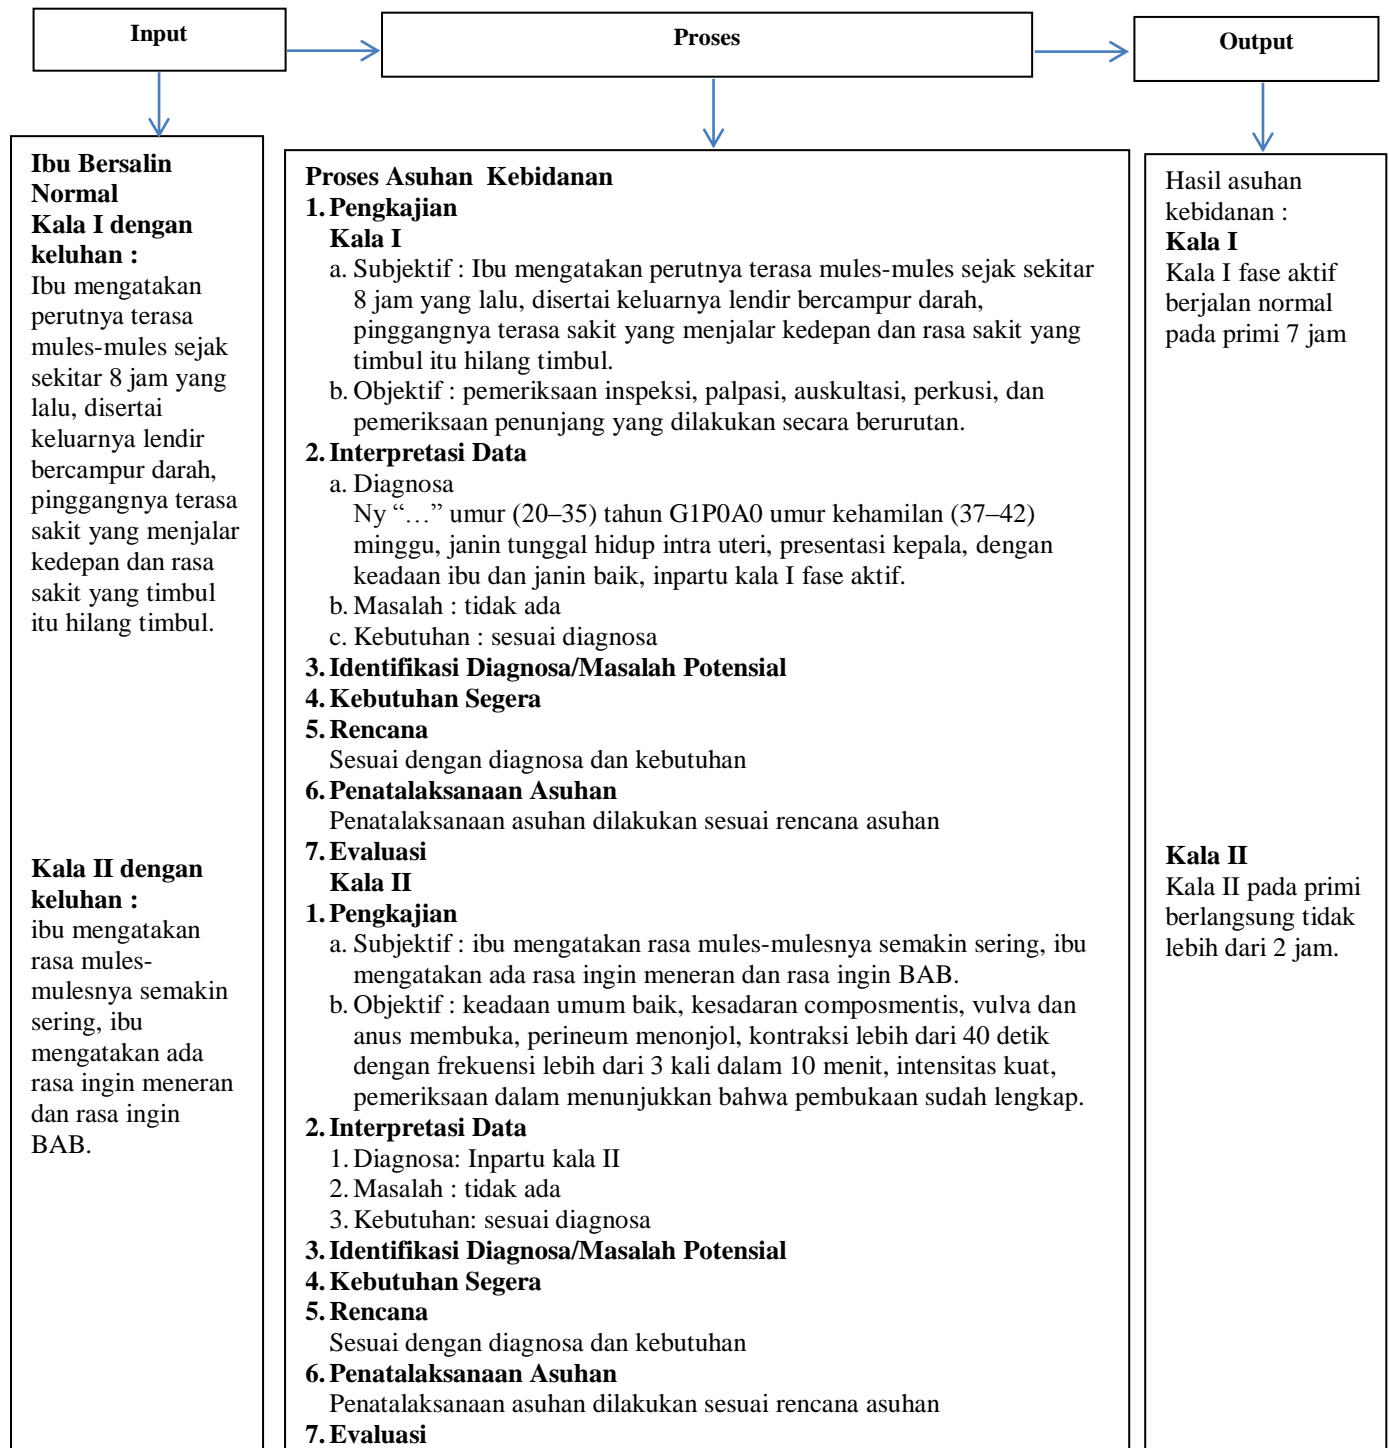 Input
Proses
Output
Ibu Bersalin
Normal
Kala I dengan
keluhan :
Ibu mengatakan
perutnya terasa
mules-mules sejak
sekitar 8 jam yang
lalu, disertai
keluarnya lendir
bercampur darah,
pinggangnya terasa
sakit yang menjalar
kedepan dan rasa
sakit yang timbul
itu hilang timbul.
Kala II dengan
keluhan :
ibu mengatakan
rasa mules-
mulesnya semakin
sering, ibu
mengatakan ada
rasa ingin meneran
dan rasa ingin
BAB.
Proses Asuhan Kebidanan
1. Pengkajian
Kala I
a. Subjektif : Ibu mengatakan perutnya terasa mules-mules sejak sekitar
8 jam yang lalu, disertai keluarnya lendir bercampur darah,
pinggangnya terasa sakit yang menjalar kedepan dan rasa sakit yang
timbul itu hilang timbul.
b. Objektif : pemeriksaan inspeksi, palpasi, auskultasi, perkusi, dan
pemeriksaan penunjang yang dilakukan secara berurutan.
2. Interpretasi Data
a. Diagnosa
Ny “…” umur (20–35) tahun G1P0A0 umur kehamilan (37–42)
minggu, janin tunggal hidup intra uteri, presentasi kepala, dengan
keadaan ibu dan janin baik, inpartu kala I fase aktif.
b. Masalah : tidak ada
c. Kebutuhan : sesuai diagnosa
3. Identifikasi Diagnosa/Masalah Potensial
4. Kebutuhan Segera
5. Rencana
Sesuai dengan diagnosa dan kebutuhan
6. Penatalaksanaan Asuhan
Penatalaksanaan asuhan dilakukan sesuai rencana asuhan
7. Evaluasi
Kala II
1. Pengkajian
a. Subjektif : ibu mengatakan rasa mules-mulesnya semakin sering, ibu
mengatakan ada rasa ingin meneran dan rasa ingin BAB.
b. Objektif : keadaan umum baik, kesadaran composmentis, vulva dan
anus membuka, perineum menonjol, kontraksi lebih dari 40 detik
dengan frekuensi lebih dari 3 kali dalam 10 menit, intensitas kuat,
pemeriksaan dalam menunjukkan bahwa pembukaan sudah lengkap.
2. Interpretasi Data
1. Diagnosa: Inpartu kala II
2. Masalah : tidak ada
3. Kebutuhan: sesuai diagnosa
3. Identifikasi Diagnosa/Masalah Potensial
4. Kebutuhan Segera
5. Rencana
Sesuai dengan diagnosa dan kebutuhan
6. Penatalaksanaan Asuhan
Penatalaksanaan asuhan dilakukan sesuai rencana asuhan
7. Evaluasi
Hasil asuhan
kebidanan :
Kala I
Kala I fase aktif
berjalan normal
pada primi 7 jam
Kala II
Kala II pada primi
berlangsung tidak
lebih dari 2 jam.